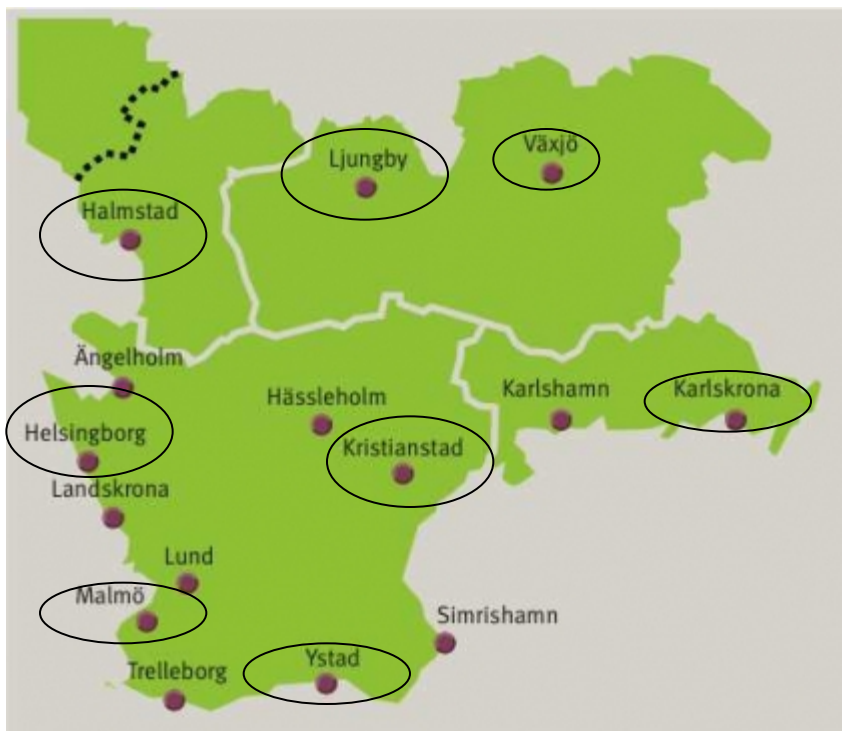 Växjö
Ljungby
Halmstad
Ängelholm
Hässleholm
Karlshamn
Karlskrona
Helsingborg
Kristianstad
Landskrona
Lund
Malmö
Simrishamn
Ystad
Trelleborg